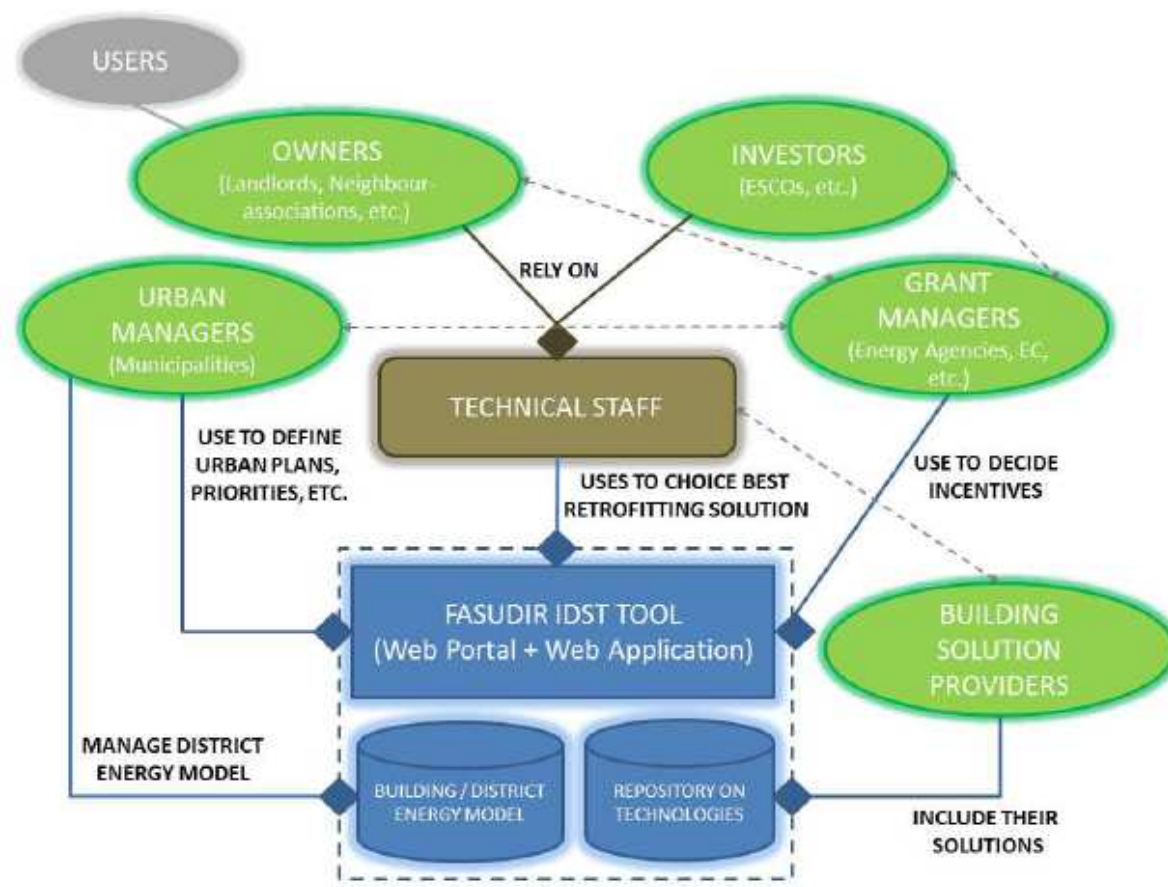 USERS
OWNERS
(Landlords, Neighbour-
associations, etc.)
INVESTORS
(ESCOs, etc.)
RELY ON
URBAN
MANAGERS
(Municipalities)
GRANT
MANAGERS
(Energy Agencies, EC,
etc.)
TECHNICAL STAFF
USE TO DEFINE
URBAN PLANS,
PRIORITIES, ETC.
USES TO CHOICE BEST
RETROFITTING SOLUTION
USE TO DECIDE
INCENTIVES
FASUDIR IDST TOOL
(Web Portal + Web Application)
BUILDING
SOLUTION
PROVIDERS
MANAGE DISTRICT
ENERGY MODEL
BUILDING / DISTRICT
ENERGY MODEL
REPOSITORY ON
TECHNOLOGIES
INCLUDE THEIR
SOLUTIONS